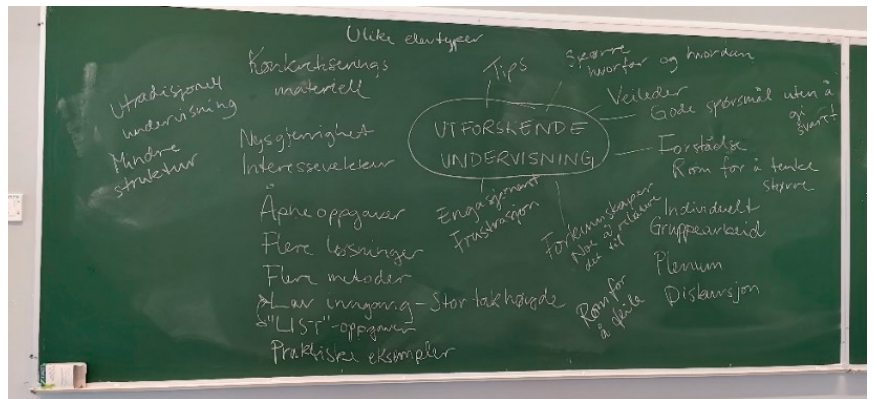 Ulike elevtyper
Utradisjonell
undervisning
Mindre
struktur
Konkretiserings
materiell
Nysgjerrighet
Interessevekkeur
Åpne oppgaver
Flere løsninger
Flere metoder
Lav inngang - Stor takhøyde
"LIST"-oppgaver
Praktiske eksempler
Tips
Spørre
hvorfor og hvordan
Veileder
Gode spørsmål uten å
gi svaret
UTFORSKENDE
UNDERVISNING
Forståelse
Rom for å tenke
større
Engasjement
Frustrasjon
Forkunnskaper
Noe å relatere
det til
Individuelt
Gruppearbeid
Plenum
Diskusjon
Rom for
å feile